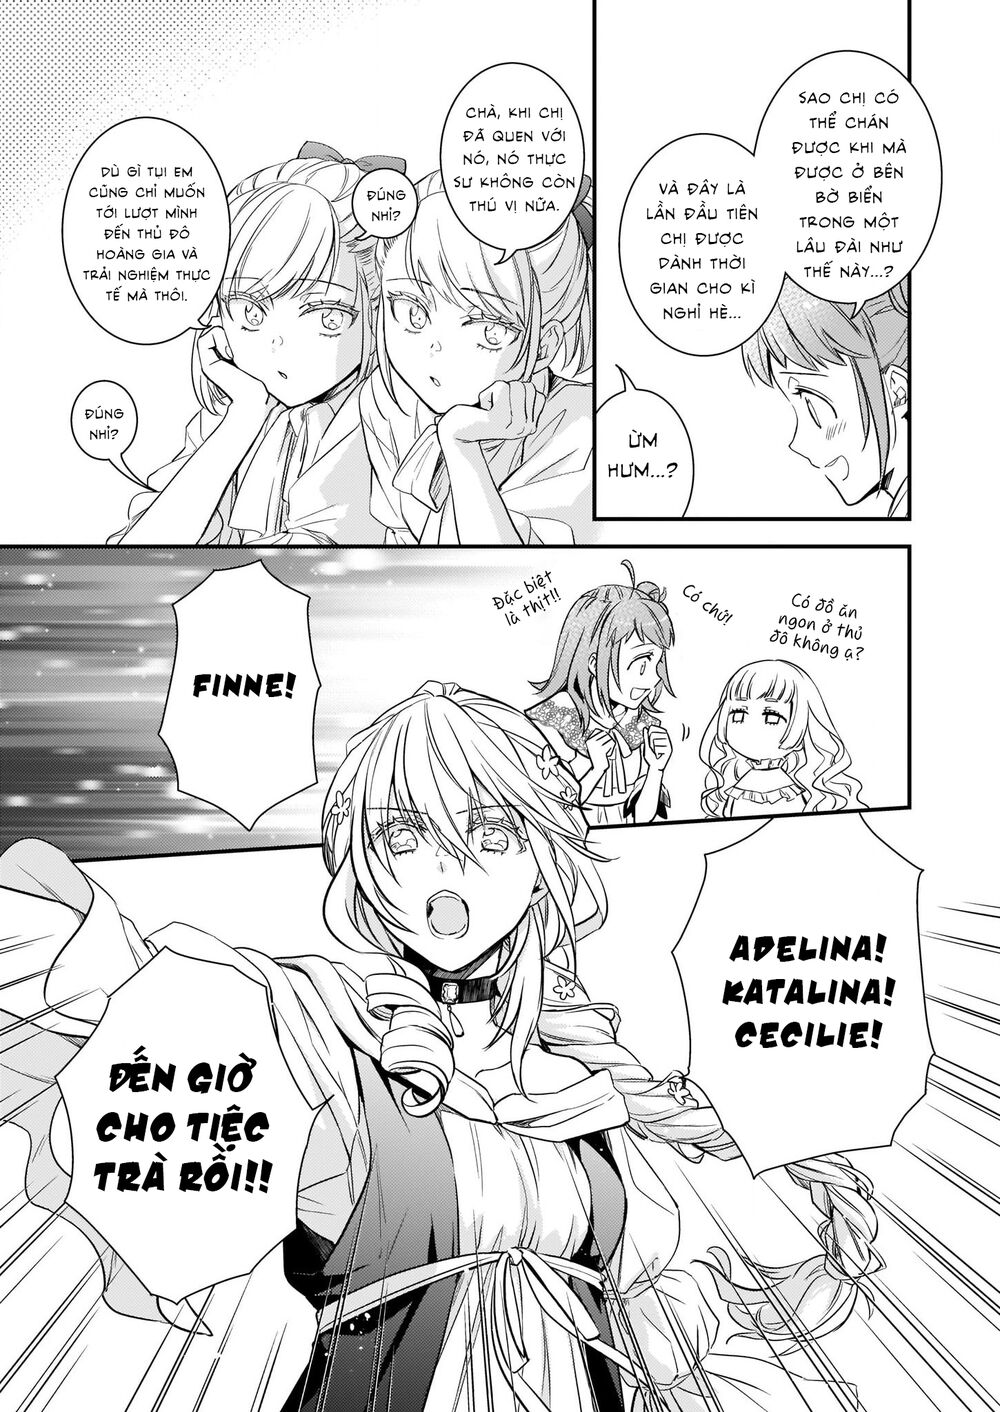 SAO CHỊ CÓ
THỂ CHÁN
ĐƯỢC KHI MÀ
ĐƯỢC Ở BÊN
BỜ BIỂN
TRONG MỘT
LÂU ĐÀI NHƯ
THẾ NÀY...?
VÀ ĐÂY LÀ
LẦN ĐẦU TIÊN
CHỊ ĐƯỢC
DÀNH THỜI
GIAN CHO KÌ
NGHỈ HÈ...
ỪM
HƯM...?
CHÀ, KHI CHỊ
ĐÃ QUEN VỚI
NÓ, NÓ THỰC
SƯ KHÔNG CÒN
THÚ VỊ NỮA.
ĐÚNG
NHỈ?
DÙ GÌ TỤI EM
CŨNG CHỈ MUỐN
TỚI LƯỢT MÌNH
ĐẾN THỦ ĐÔ
HOÀNG GIA VÀ
TRẢI NGHIỆM THỰC
TẾ MÀ THÔI.
ĐÚNG
NHỈ?
Có đồ ăn
ngon ở thủ
đô không ạ?
Có chứ!
Đặc biệt
là thịt!!
FINNE!
ADELINA!
KATALINA!
CECILIE!
ĐẾN GIỜ
CHO TIỆC
TRÀ RỒI!!